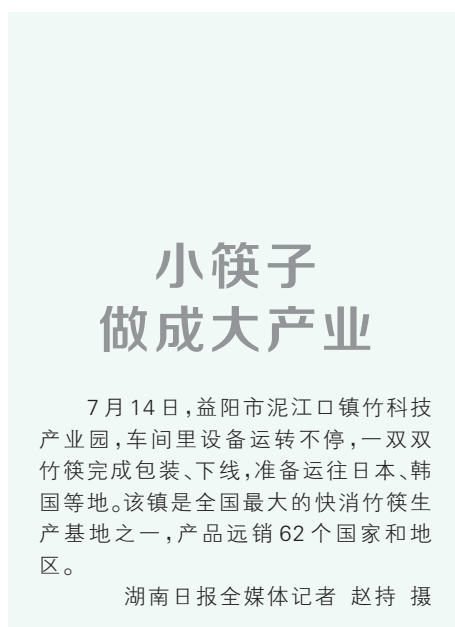 小筷子
做成大产业
7月14日,益阳市泥江口镇竹科技
产业园,车间里设备运转不停,一双双
竹筷完成包装、下线,准备运往日本、韩
国等地。该镇是全国最大的快消竹筷生
产基地之一,产品远销62个国家和地
区。
湖南日报全媒体记者 赵持 摄